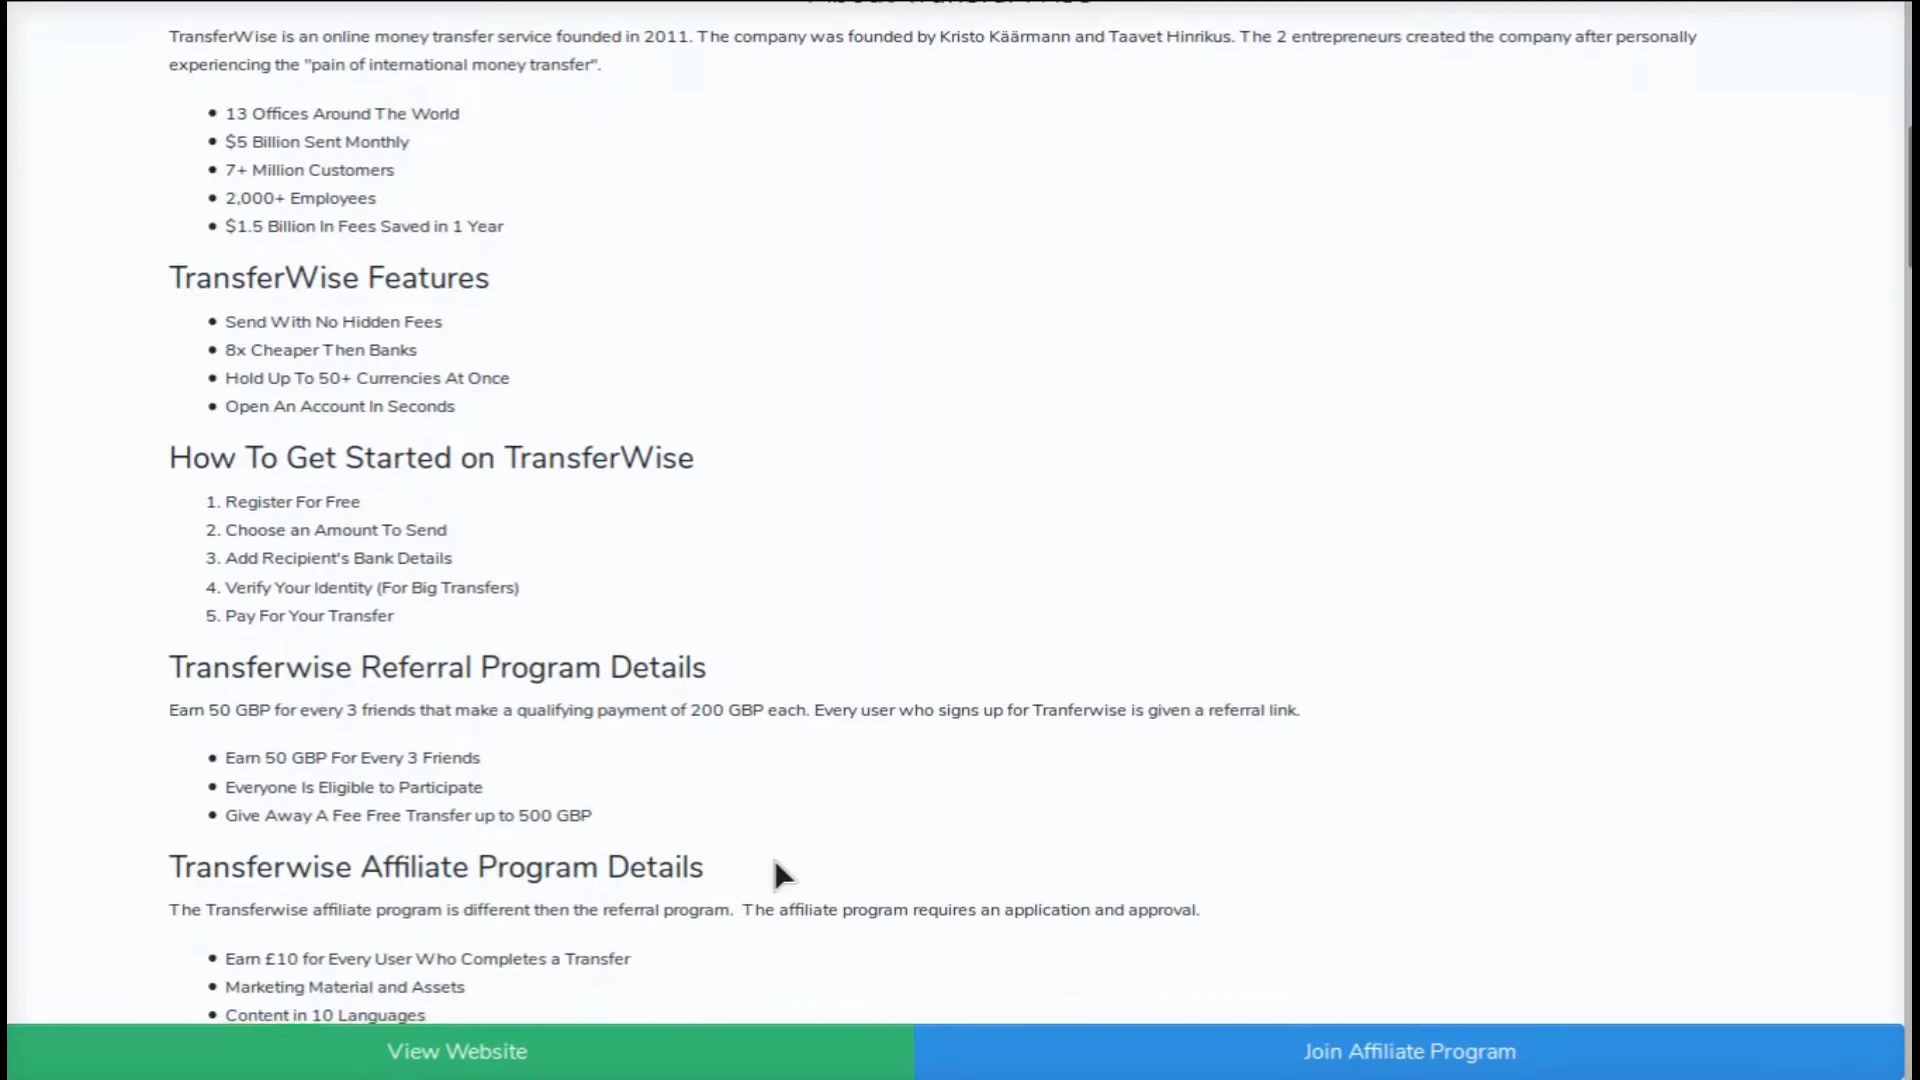 TransferWise is an online money transfer service founded in 2011. The company was founded by Kristo Käärmann and Taavet Hinrikus. The 2 entrepreneurs created the company after personally
experiencing the "pain of international money transfer".
• 13 Offices Around The World
• $5 Billion Sent Monthly
• 7+ Million Customers
• 2,000+ Employees
• $1.5 Billion In Fees Saved in 1 Year
TransferWise Features
• Send With No Hidden Fees
• 8x Cheaper Then Banks
• Hold Up To 50+ Currencies At Once
• Open An Account In Seconds
How To Get Started on TransferWise
1. Register For Free
2. Choose an Amount To Send
3. Add Recipient's Bank Details
4. Verify Your Identity (For Big Transfers)
5. Pay For Your Transfer
Transferwise Referral Program Details
Earn 50 GBP for every 3 friends that make a qualifying payment of 200 GBP each. Every user who signs up for Tranferwise is given a referral link.
• Earn 50 GBP For Every 3 Friends
• Everyone Is Eligible to Participate
• Give Away A Fee Free Transfer up to 500 GBP
Transferwise Affiliate Program Details
The Transferwise affiliate program is different then the referral program.  The affiliate program requires an application and approval.
• Earn £10 for Every User Who Completes a Transfer
• Marketing Material and Assets
• Content in 10 Languages
View Website
Join Affiliate Program